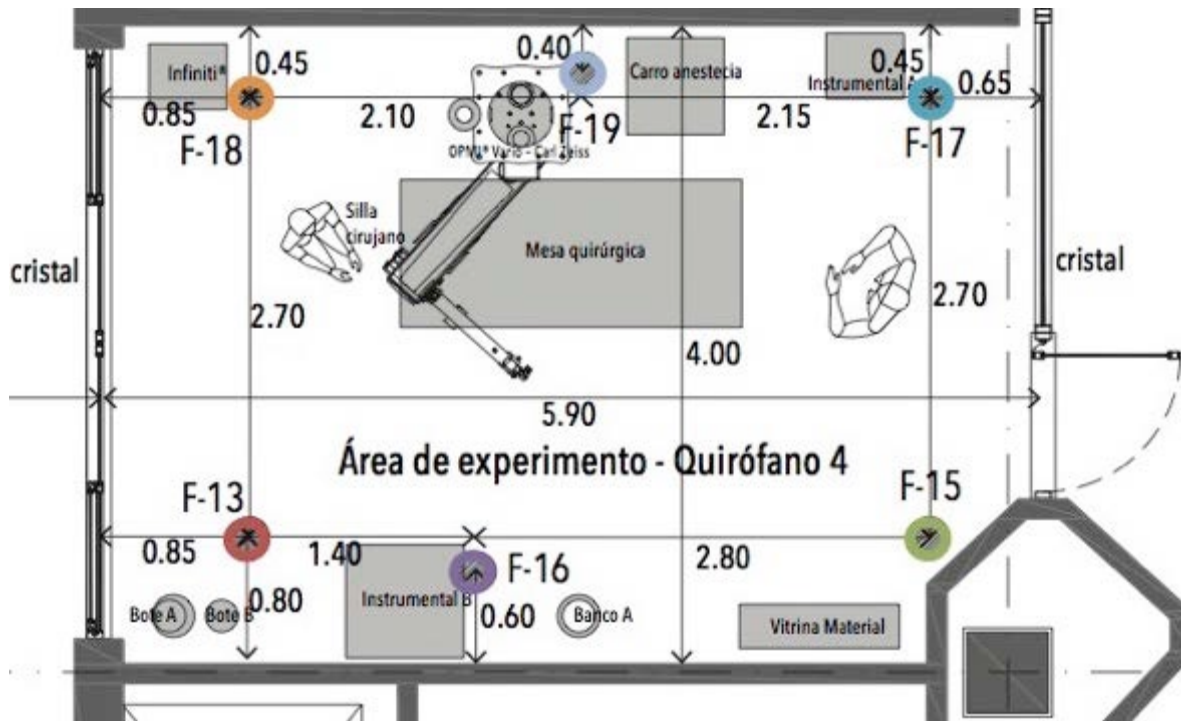 Infiniti®
0.45
0.40
Carro anestecia
0.45
Instrumental A
0.65
0.85
2.10
2.15
F-18
F-19
F-17
OPMI® Vario - Carl Zeiss
Silla
cirujano
Mesa quirúrgica
cristal
cristal
2.70
2.70
4.00
5.90
Área de experimento - Quirófano 4
F-13
F-15
0.85
1.40
2.80
F-16
0.80
Instrumental B
0.60
Bote A
Bote B
Banco A
Vitrina Material